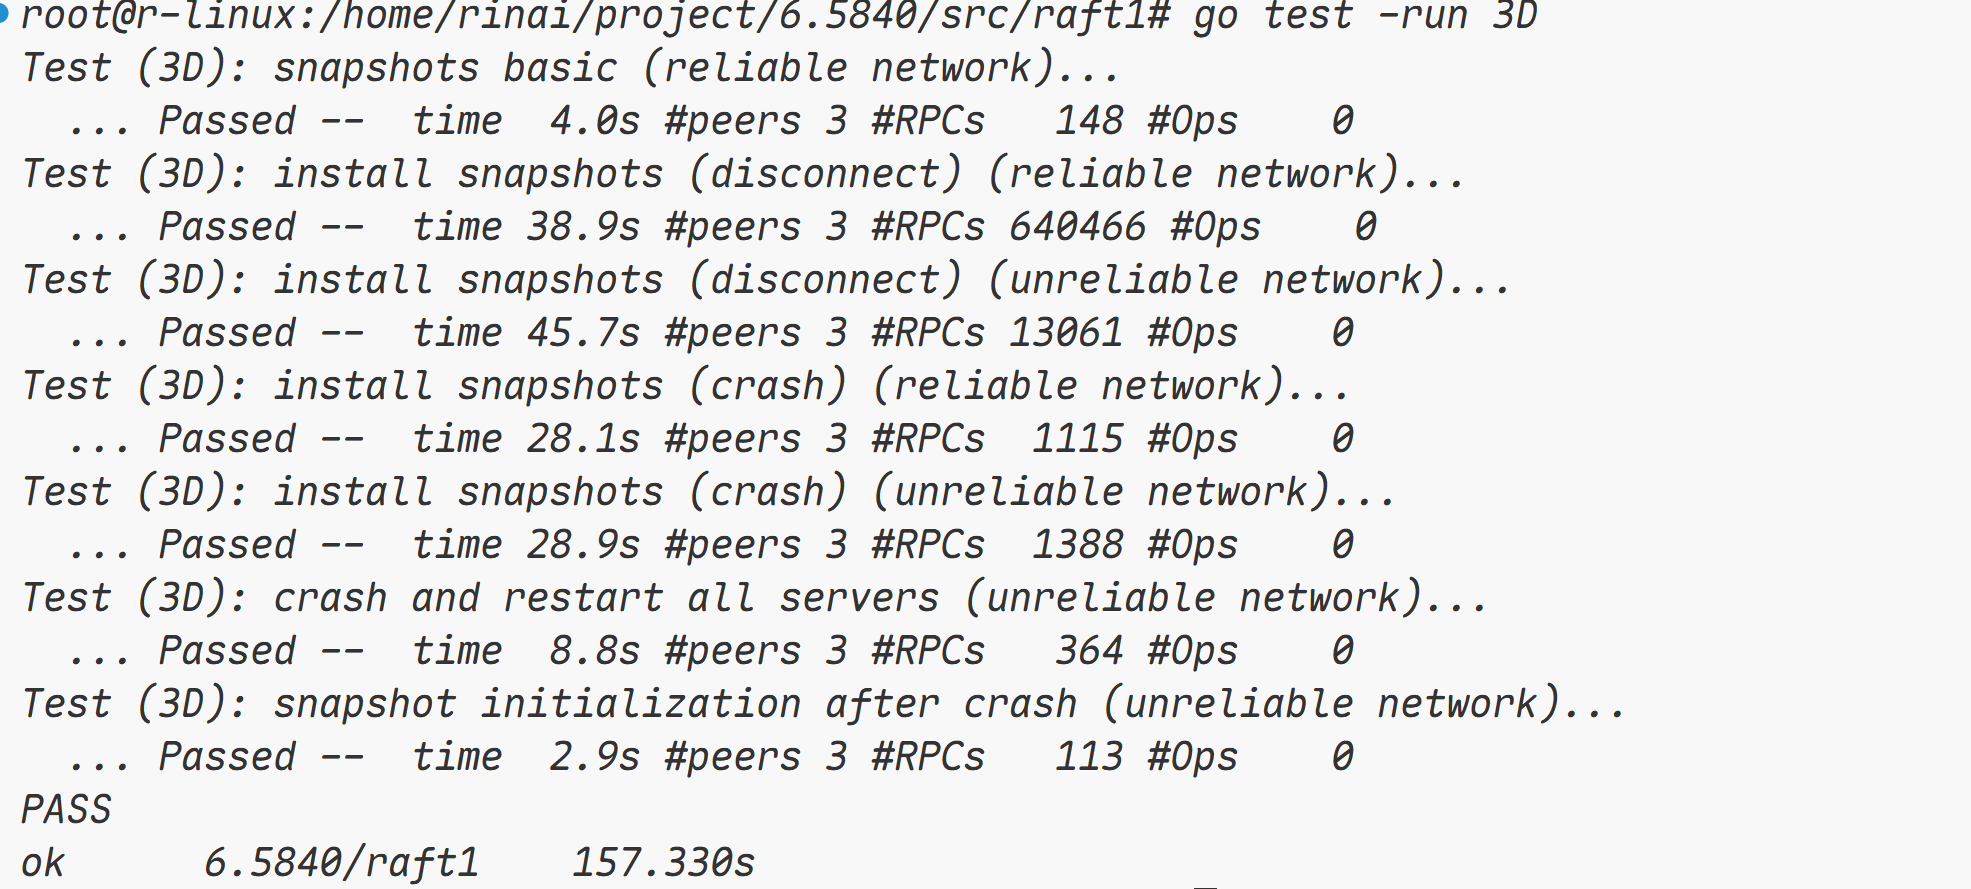 root@r-linux:/home/rinai/project/6.5840/src/raft1# go test -run 3D
Test (3D): snapshots basic (reliable network)...
  ... Passed --  time  4.0s #peers 3 #RPCs   148 #Ops    0
Test (3D): install snapshots (disconnect) (reliable network)...
  ... Passed --  time 38.9s #peers 3 #RPCs 640466 #Ops    0
Test (3D): install snapshots (disconnect) (unreliable network)...
  ... Passed --  time 45.7s #peers 3 #RPCs 13061 #Ops    0
Test (3D): install snapshots (crash) (reliable network)...
  ... Passed --  time 28.1s #peers 3 #RPCs  1115 #Ops    0
Test (3D): install snapshots (crash) (unreliable network)...
  ... Passed --  time 28.9s #peers 3 #RPCs  1388 #Ops    0
Test (3D): crash and restart all servers (unreliable network)...
  ... Passed --  time  8.8s #peers 3 #RPCs   364 #Ops    0
Test (3D): snapshot initialization after crash (unreliable network)...
  ... Passed --  time  2.9s #peers 3 #RPCs   113 #Ops    0
PASS
ok      6.5840/raft1    157.330s